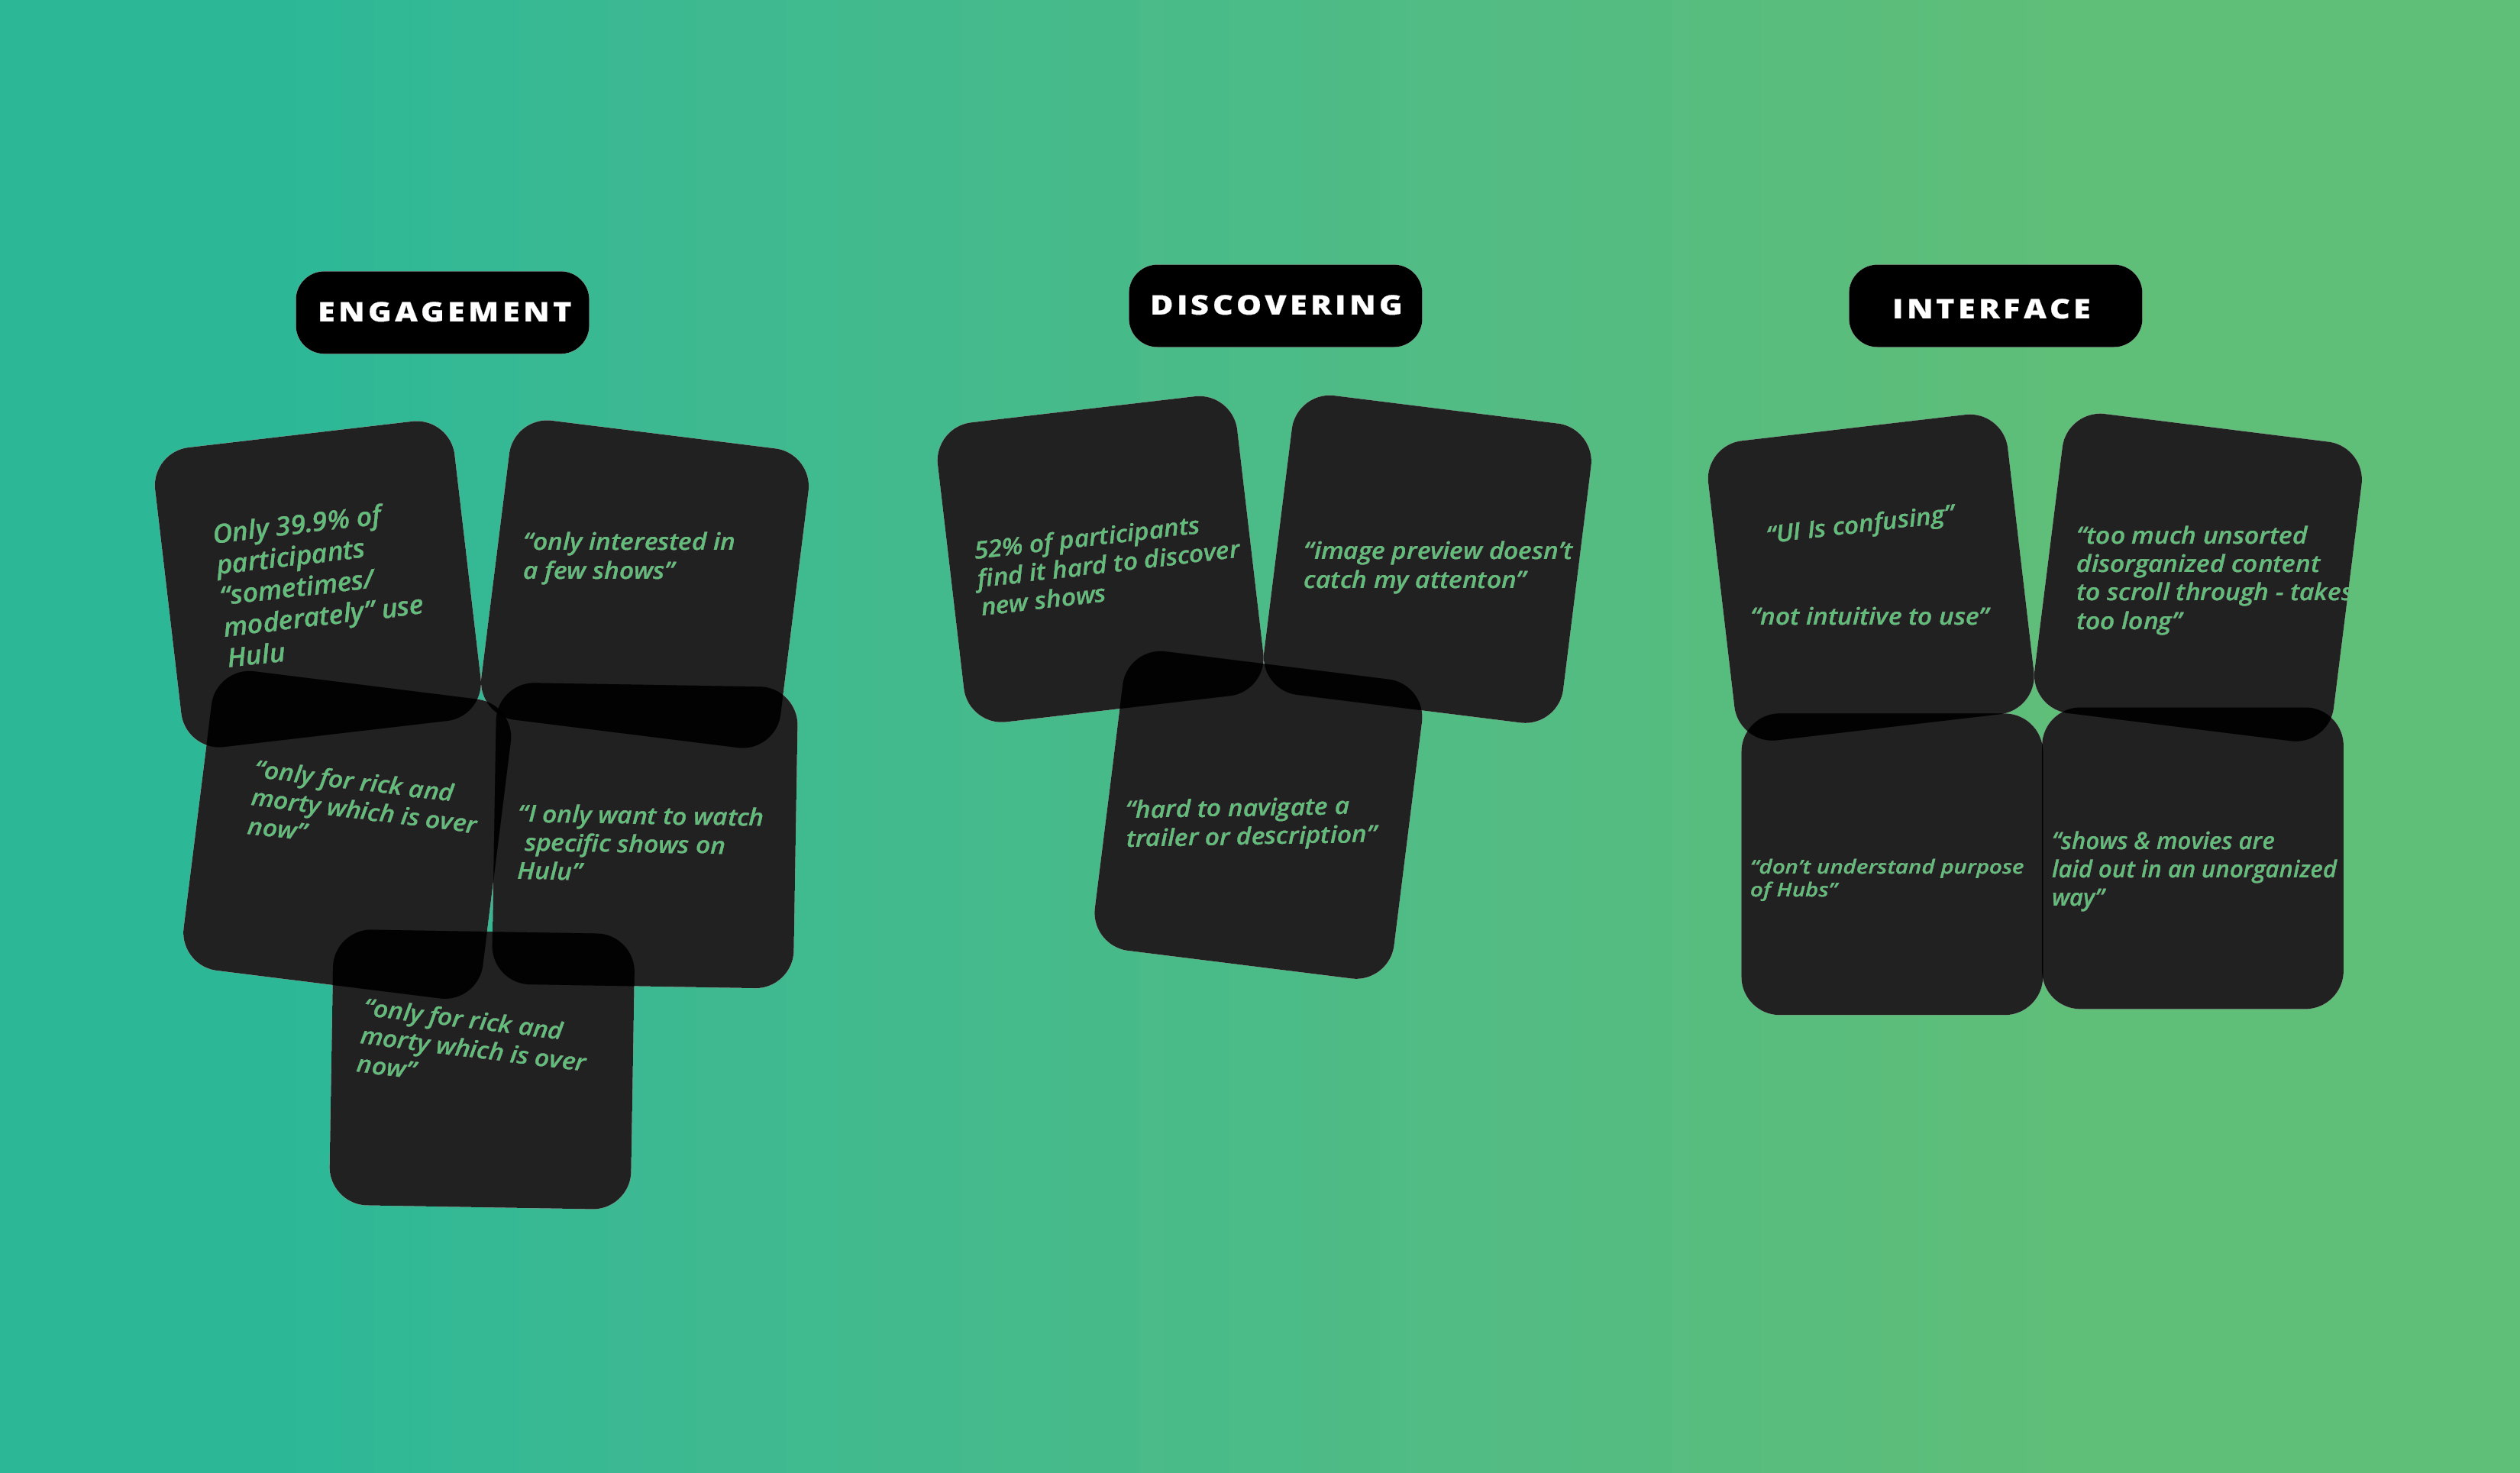 ENGAGEMENT
Only 39.9% of
participants
“sometimes/
moderately” use
Hulu
“only interested in
a few shows”
“only for rick and
morty which is over
now”
“I only want to watch
specific shows on
Hulu”
“only for rick and
morty which is over
now”
DISCOVERING
52% of participants
find it hard to discover
new shows
“image preview doesn’t
catch my attenton”
“hard to navigate a
trailer or description”
INTERFACE
“UI Is confusing”
“not intuitive to use”
“too much unsorted
disorganized content
to scroll through - takes
too long”
“don’t understand purpose
of Hubs”
“shows & movies are
laid out in an unorganized
way”